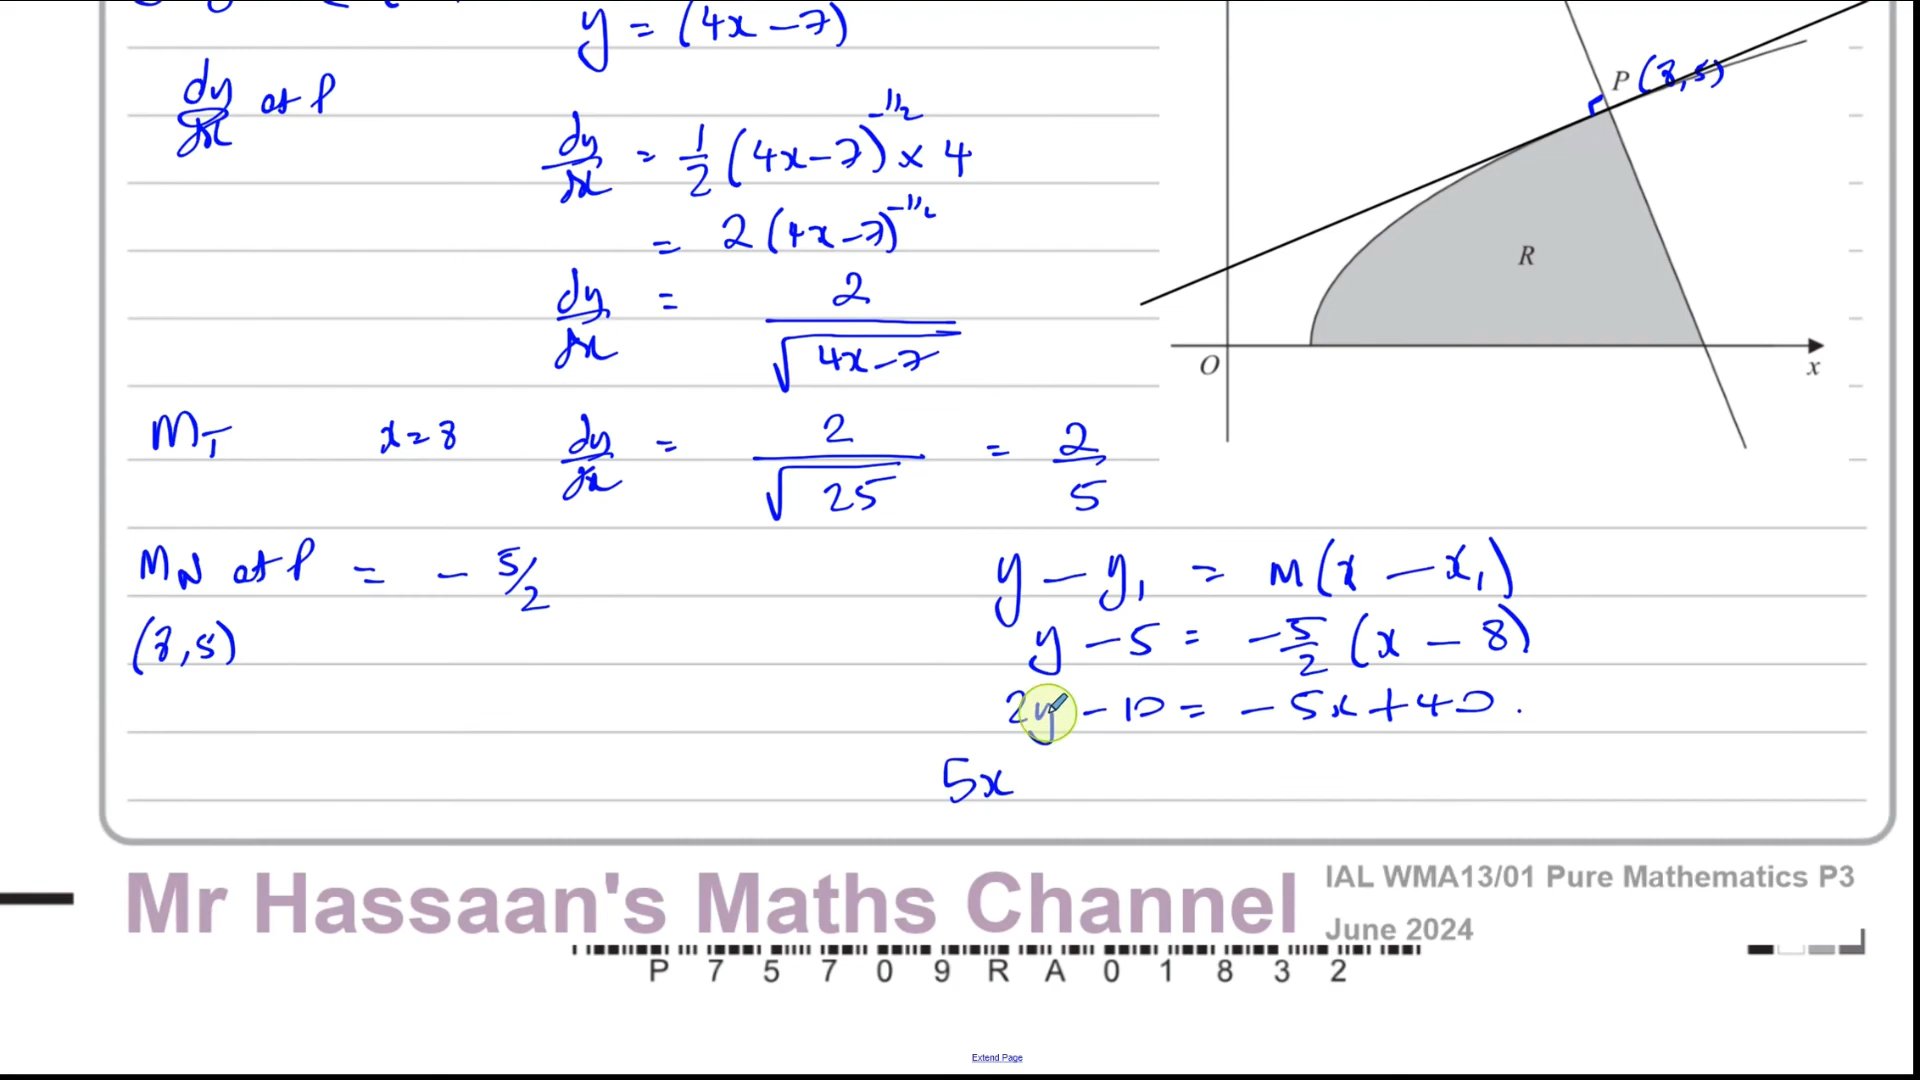 y = (4x - 7)
dy/dx at P
dy/dx = 1/2 (4x - 7)^-1/2 × 4
= 2 (4x - 7)^-1/2
dy/dx = 2/√(4x - 7)
M_T x = 8 dy/dx = 2/√25 = 2/5
M_N at P = - 5/2
(8, 5)
y - y₁ = m(x - x₁)
y - 5 = -5/2 (x - 8)
2y - 10 = - 5x + 40.
5x
P (8, 5)
R
O
x
Mr Hassaan's Maths Channel
IAL WMA13/01 Pure Mathematics P3
June 2024
P 7 5 7 0 9 R A 0 1 8 3 2
Extend Page